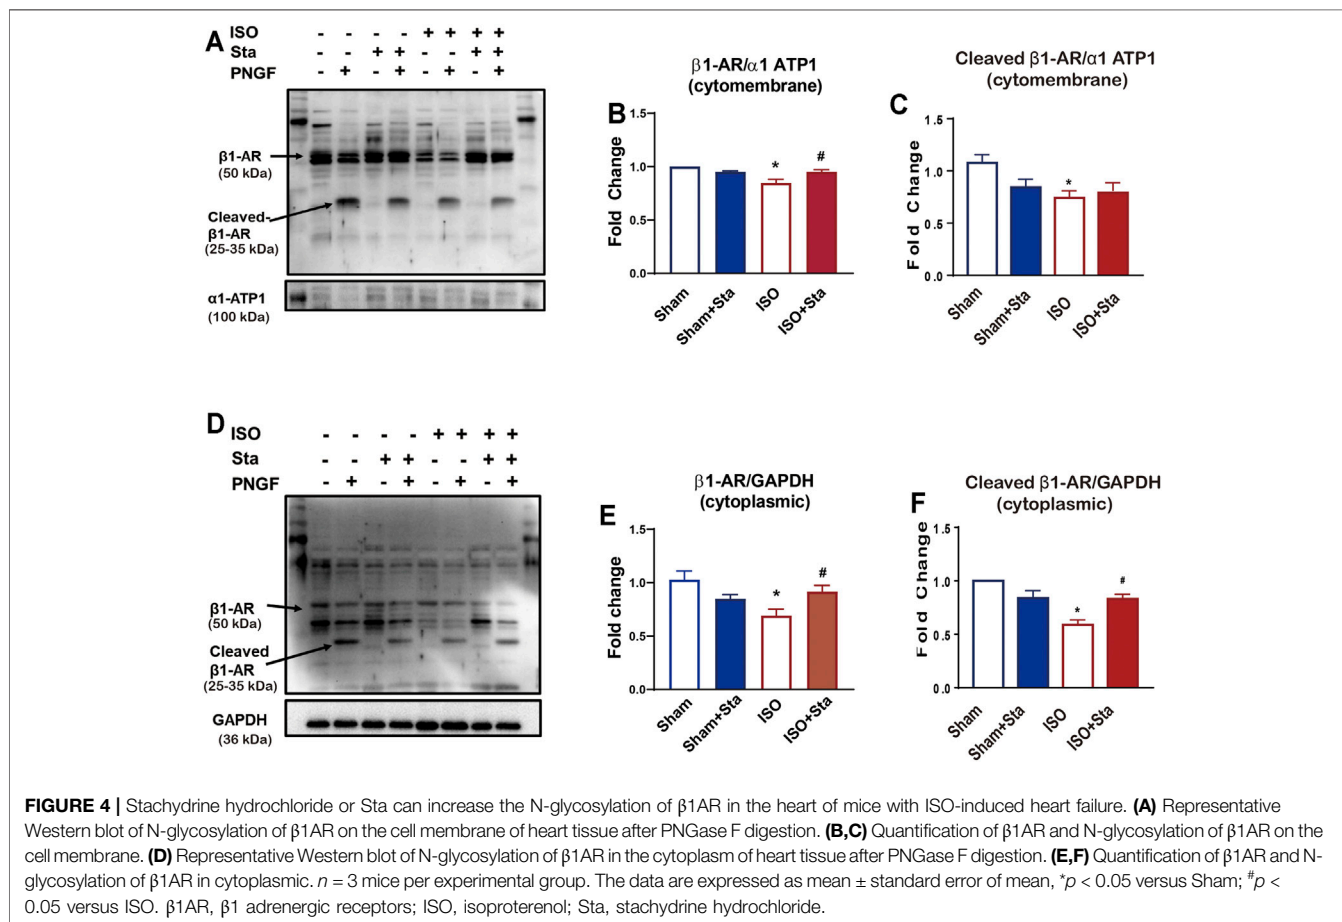 A
ISO - - - - + + + +
Sta - - + + - - + +
PNGF - + - + - + - +
β1-AR
(50 kDa)
Cleaved-
β1-AR
(25-35 kDa)
α1-ATP1
(100 kDa)
B
β1-AR/α1 ATP1
(cytomembrane)
Fold Change
1.5
1.0
0.5
0.0
*
#
Sham
Sham+Sta
ISO
ISO+Sta
C
Cleaved β1-AR/α1 ATP1
(cytomembrane)
Fold Change
1.5
1.0
0.5
0.0
*
Sham
Sham+Sta
ISO
ISO+Sta
D
ISO - - - - + + + +
Sta - - + + - - + +
PNGF - + - + - + - +
β1-AR
(50 kDa)
Cleaved
β1-AR
(25-35 kDa)
GAPDH
(36 kDa)
E
β1-AR/GAPDH
(cytoplasmic)
Fold change
1.5
1.0
0.5
0.0
*
#
Sham
Sham+Sta
ISO
ISO+Sta
F
Cleaved β1-AR/GAPDH
(cytoplasmic)
Fold Change
1.5
1.0
0.5
0.0
*
#
Sham
Sham+Sta
ISO
ISO+Sta
FIGURE 4 | Stachydrine hydrochloride or Sta can increase the N-glycosylation of β1AR in the heart of mice with ISO-induced heart failure. (A) Representative
Western blot of N-glycosylation of β1AR on the cell membrane of heart tissue after PNGase F digestion. (B,C) Quantification of β1AR and N-glycosylation of β1AR on the
cell membrane. (D) Representative Western blot of N-glycosylation of β1AR in the cytoplasm of heart tissue after PNGase F digestion. (E,F) Quantification of β1AR and N-
glycosylation of β1AR in cytoplasmic. n = 3 mice per experimental group. The data are expressed as mean ± standard error of mean, *p < 0.05 versus Sham; #p <
0.05 versus ISO. β1AR, β1 adrenergic receptors; ISO, isoproterenol; Sta, stachydrine hydrochloride.